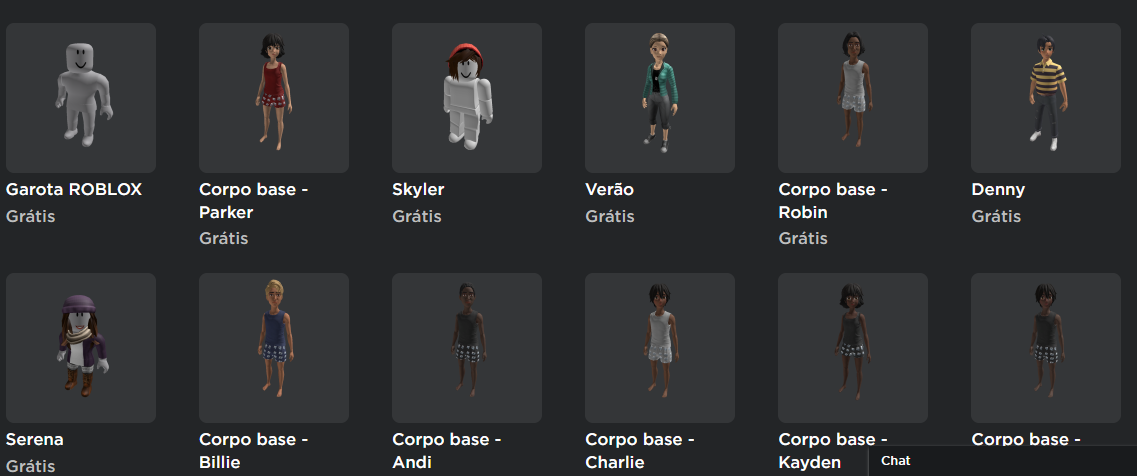 Garota ROBLOX
Grátis
Corpo base -
Parker
Grátis
Skyler
Grátis
Verão
Grátis
Corpo base -
Robin
Grátis
Denny
Grátis
Serena
Grátis
Corpo base -
Billie
Corpo base -
Andi
Corpo base -
Charlie
Corpo base -
Kayden
Corpo base -
Chat